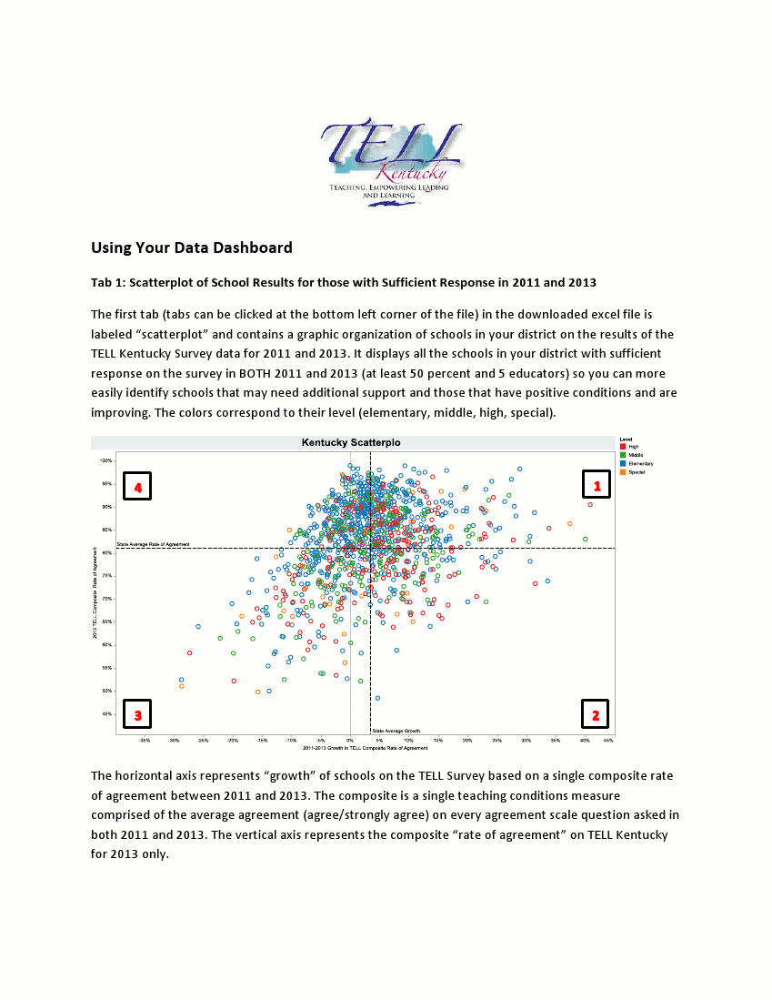 TELL
Kentucky
TEACHING, EMPOWERING LEADING
AND LEARNING
Using Your Data Dashboard
Tab 1: Scatterplot of School Results for those with Sufficient Response in 2011 and 2013
The first tab (tabs can be clicked at the bottom left corner of the file) in the downloaded excel file is
labeled “scatterplot” and contains a graphic organization of schools in your district on the results of the
TELL Kentucky Survey data for 2011 and 2013. It displays all the schools in your district with sufficient
response on the survey in BOTH 2011 and 2013 (at least 50 percent and 5 educators) so you can more
easily identify schools that may need additional support and those that have positive conditions and are
improving. The colors correspond to their level (elementary, middle, high, special).
Kentucky Scatterplo
Level
High
Middle
Elementary
Special
100%
95%
90%
85%
80%
75%
70%
65%
60%
55%
50%
45%
2013 TELL Composite Rate of Agreement
4
1
State Average Rate of Agreement
3
2
State Average Growth
-35% -30% -25% -20% -15% -10% -5% 0% 5% 10% 15% 20% 25% 30% 35% 40% 45%
2011-2013 Growth in TELL Composite Rate of Agreement
The horizontal axis represents “growth” of schools on the TELL Survey based on a single composite rate
of agreement between 2011 and 2013. The composite is a single teaching conditions measure
comprised of the average agreement (agree/strongly agree) on every agreement scale question asked in
both 2011 and 2013. The vertical axis represents the composite “rate of agreement” on TELL Kentucky
for 2013 only.